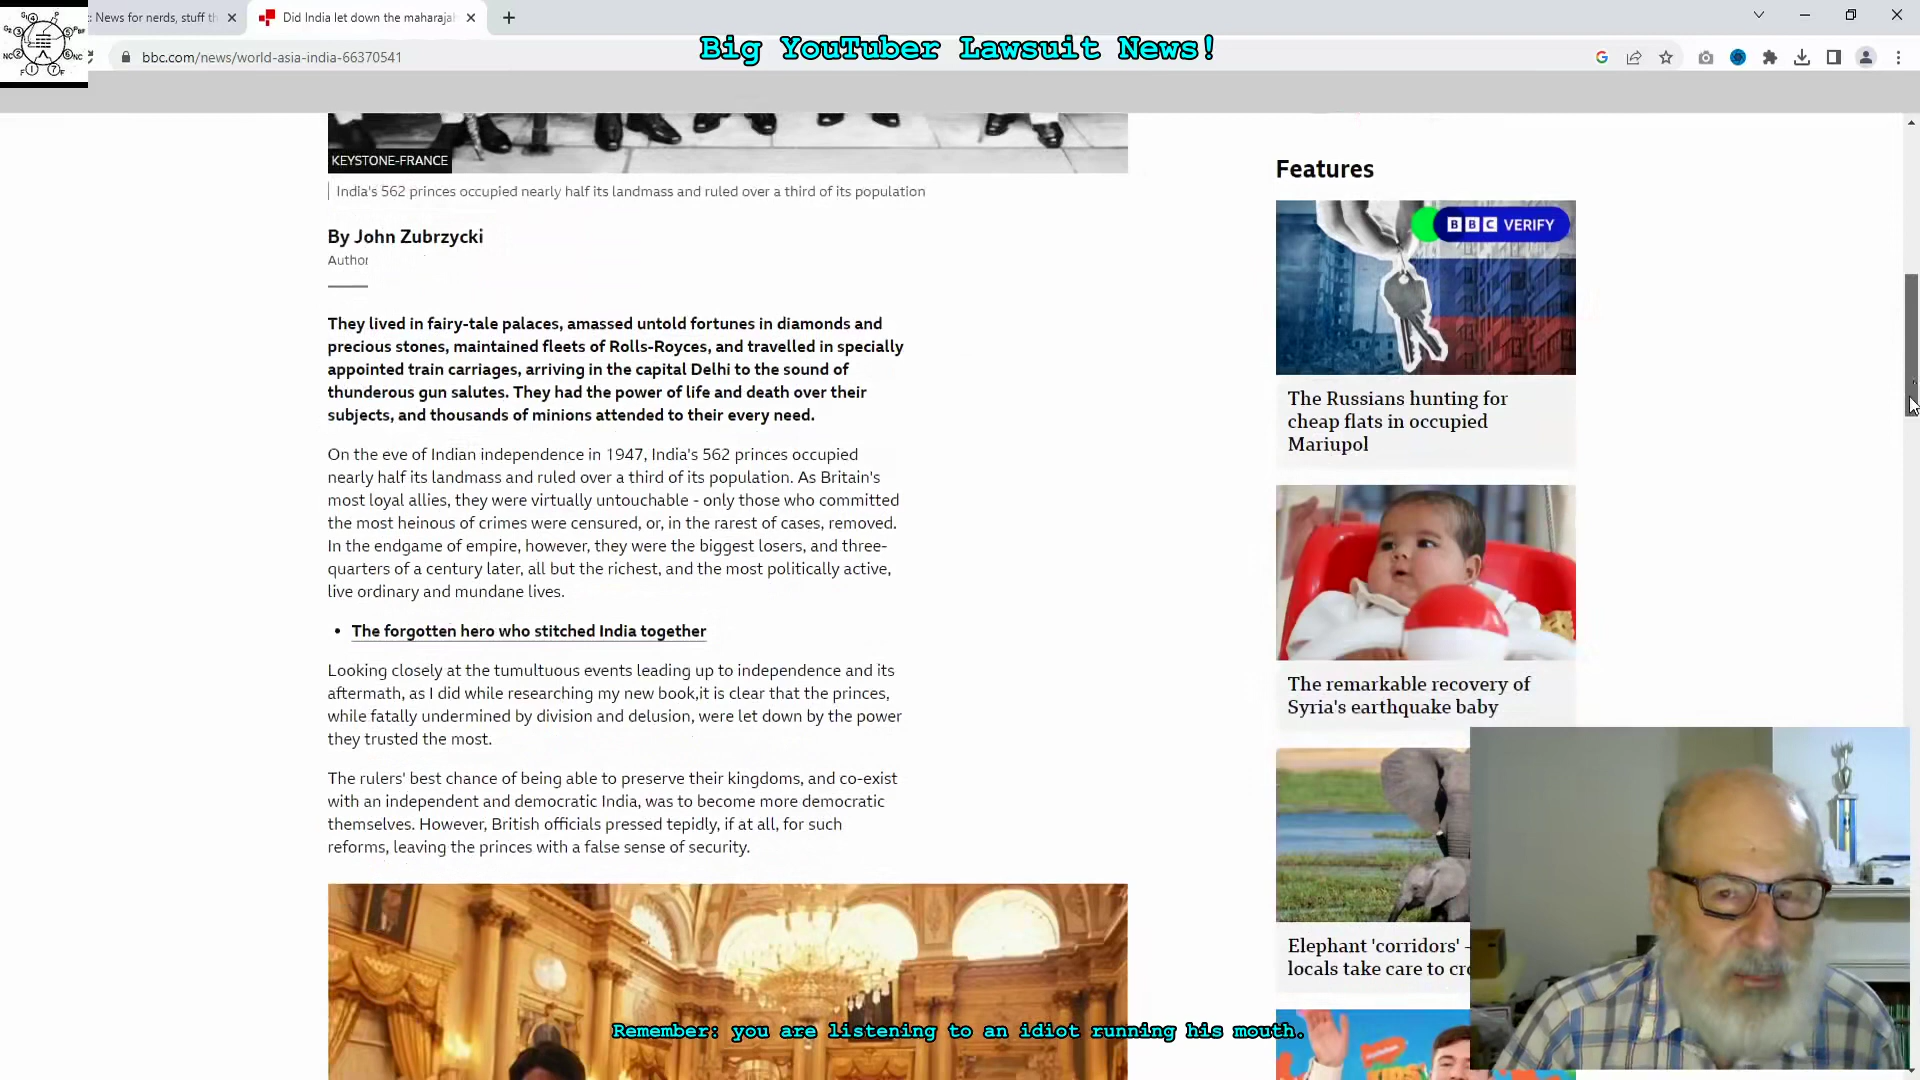 : News for nerds, stuff th
Did India let down the maharajah
Big YouTuber Lawsuit News!
bbc.com/news/world-asia-india-66370541
KEYSTONE-FRANCE
India's 562 princes occupied nearly half its landmass and ruled over a third of its population
By John Zubrzycki
Author
They lived in fairy-tale palaces, amassed untold fortunes in diamonds and
precious stones, maintained fleets of Rolls-Royces, and travelled in specially
appointed train carriages, arriving in the capital Delhi to the sound of
thunderous gun salutes. They had the power of life and death over their
subjects, and thousands of minions attended to their every need.
On the eve of Indian independence in 1947, India's 562 princes occupied
nearly half its landmass and ruled over a third of its population. As Britain's
most loyal allies, they were virtually untouchable - only those who committed
the most heinous of crimes were censured, or, in the rarest of cases, removed.
In the endgame of empire, however, they were the biggest losers, and three-
quarters of a century later, all but the richest, and the most politically active,
live ordinary and mundane lives.
• The forgotten hero who stitched India together
Looking closely at the tumultuous events leading up to independence and its
aftermath, as I did while researching my new book,it is clear that the princes,
while fatally undermined by division and delusion, were let down by the power
they trusted the most.
The rulers' best chance of being able to preserve their kingdoms, and co-exist
with an independent and democratic India, was to become more democratic
themselves. However, British officials pressed tepidly, if at all, for such
reforms, leaving the princes with a false sense of security.
Features
BBC VERIFY
The Russians hunting for
cheap flats in occupied
Mariupol
The remarkable recovery of
Syria's earthquake baby
Elephant 'corridors' -
locals take care to cro
Remember: you are listening to an idiot running his mouth.